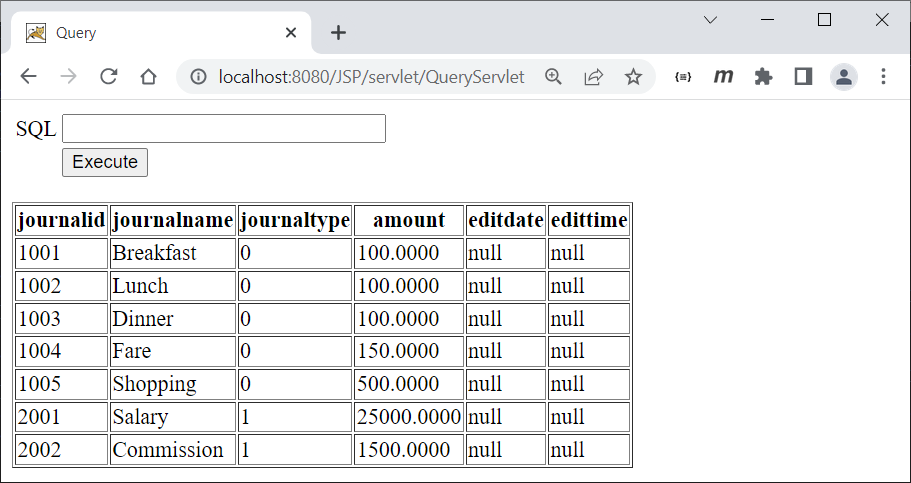 Query
localhost:8080/JSP/servlet/QueryServlet {≡} m
SQL
Execute
journalid journalname journaltype amount editdate edittime
1001 Breakfast 0 100.0000 null null
1002 Lunch 0 100.0000 null null
1003 Dinner 0 100.0000 null null
1004 Fare 0 150.0000 null null
1005 Shopping 0 500.0000 null null
2001 Salary 1 25000.0000 null null
2002 Commission 1 1500.0000 null null